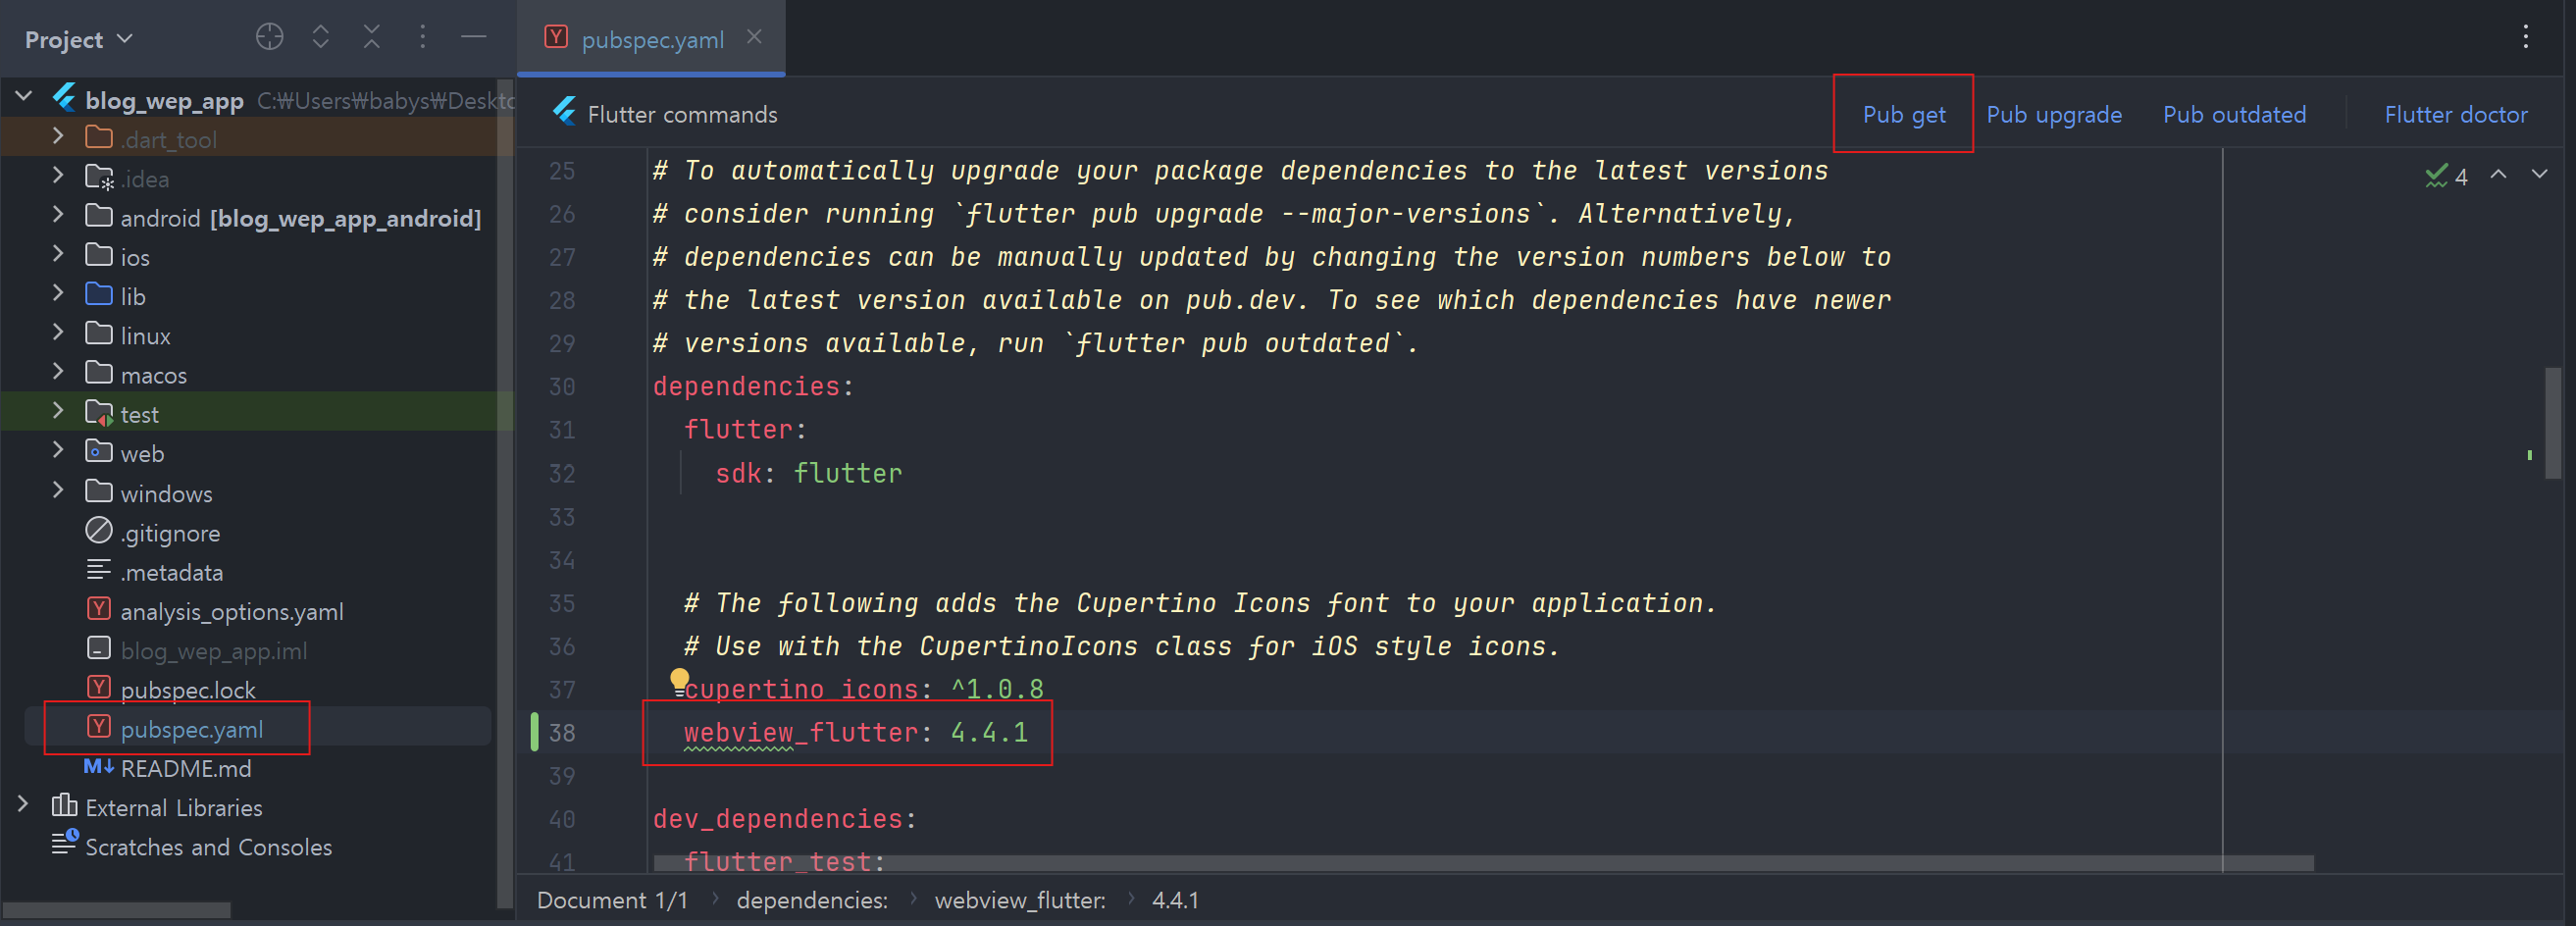 Project
pubspec.yaml
blog_wep_app C:₩Users₩babys₩Deskto
.dart_tool
.idea
android [blog_wep_app_android]
ios
lib
linux
macos
test
web
windows
.gitignore
.metadata
analysis_options.yaml
blog_wep_app.iml
pubspec.lock
pubspec.yaml
M↓ README.md
External Libraries
Scratches and Consoles
Flutter commands
Pub get
Pub upgrade
Pub outdated
Flutter doctor
4
25 # To automatically upgrade your package dependencies to the latest versions
26 # consider running `flutter pub upgrade --major-versions`. Alternatively,
27 # dependencies can be manually updated by changing the version numbers below to
28 # the latest version available on pub.dev. To see which dependencies have newer
29 # versions available, run `flutter pub outdated`.
30 dependencies:
31 flutter:
32 sdk: flutter
33
34
35 # The following adds the Cupertino Icons font to your application.
36 # Use with the CupertinoIcons class for iOS style icons.
37 cupertino_icons: ^1.0.8
38 webview_flutter: 4.4.1
39
40 dev_dependencies:
41 flutter_test:
Document 1/1 › dependencies: › webview_flutter: › 4.4.1